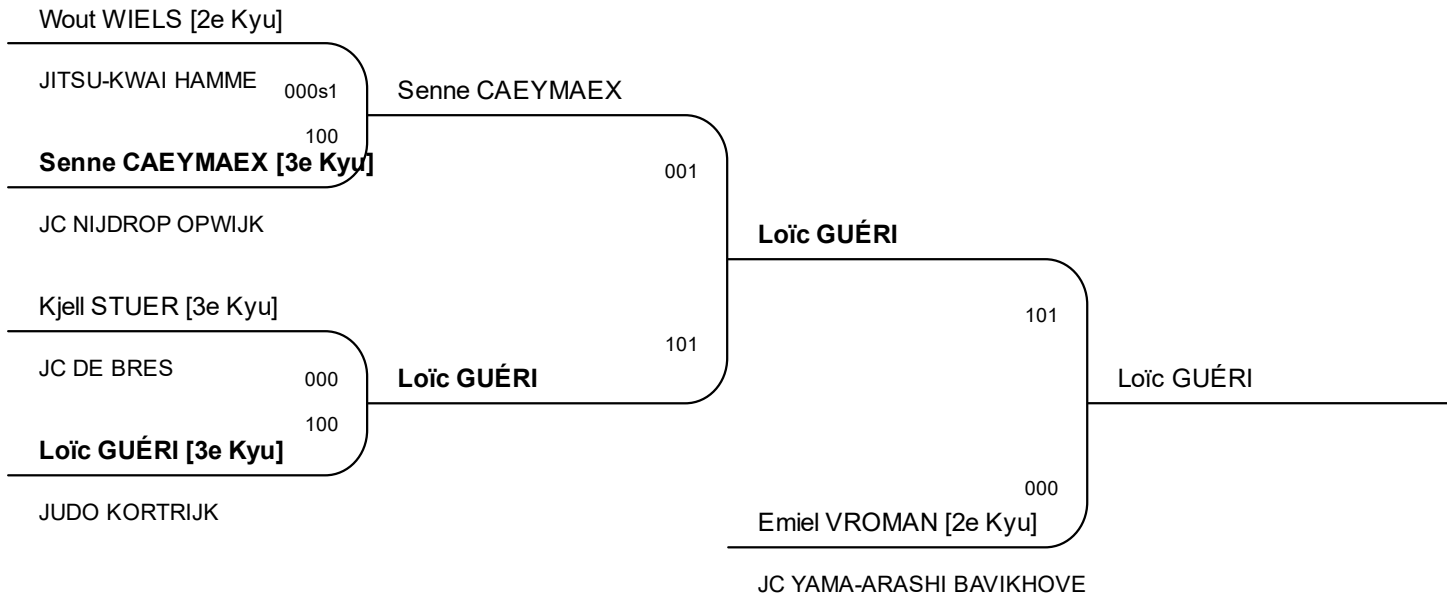 Wout WIELS [2e Kyu]
JITSU-KWAI HAMME
000s1
100
Senne CAEYMAEX [3e Kyu]
JC NIJDROP OPWIJK
Kjell STUER [3e Kyu]
JC DE BRES
000
100
Loïc GUÉRI [3e Kyu]
JUDO KORTRIJK
Senne CAEYMAEX
001
101
Loïc GUÉRI
Loïc GUÉRI
101
000
Emiel VROMAN [2e Kyu]
JC YAMA-ARASHI BAVIKHOVE
Loïc GUÉRI